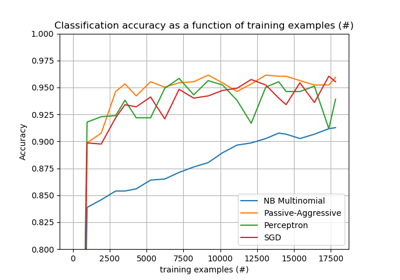 Classification accuracy as a function of training examples (#)
1.000
0.975
0.950
0.925
0.900
0.875
0.850
0.825
0.800
Accuracy
NB Multinomial
Passive-Aggressive
Perceptron
SGD
0 2500 5000 7500 10000 12500 15000 17500
training examples (#)